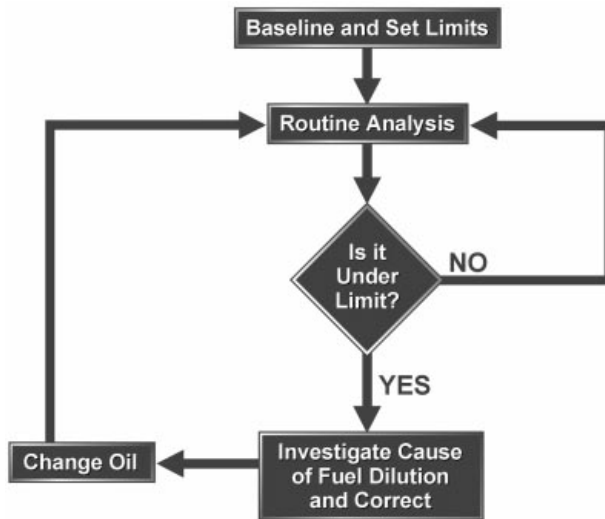 Baseline and Set Limits
Routine Analysis
Is it
Under
Limit?
NO
YES
Change Oil
Investigate Cause
of Fuel Dilution
and Correct